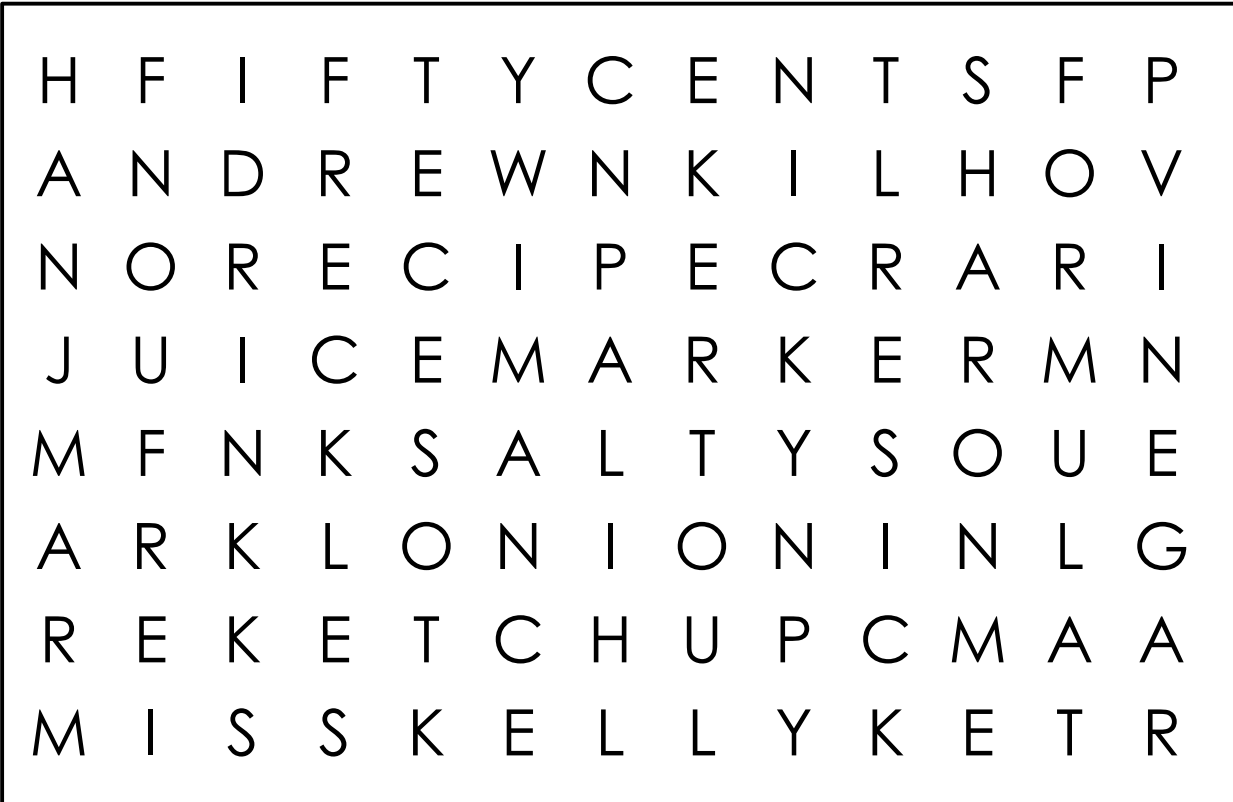 H F I F T Y C E N T S F P
A N D R E W N K I L H O V
N O R E C I P E C R A R I
J U I C E M A R K E R M N
M F N K S A L T Y S O U E
A R K L O N I O N I N L G
R E K E T C H U P C M A A
M I S S K E L L Y K E T R